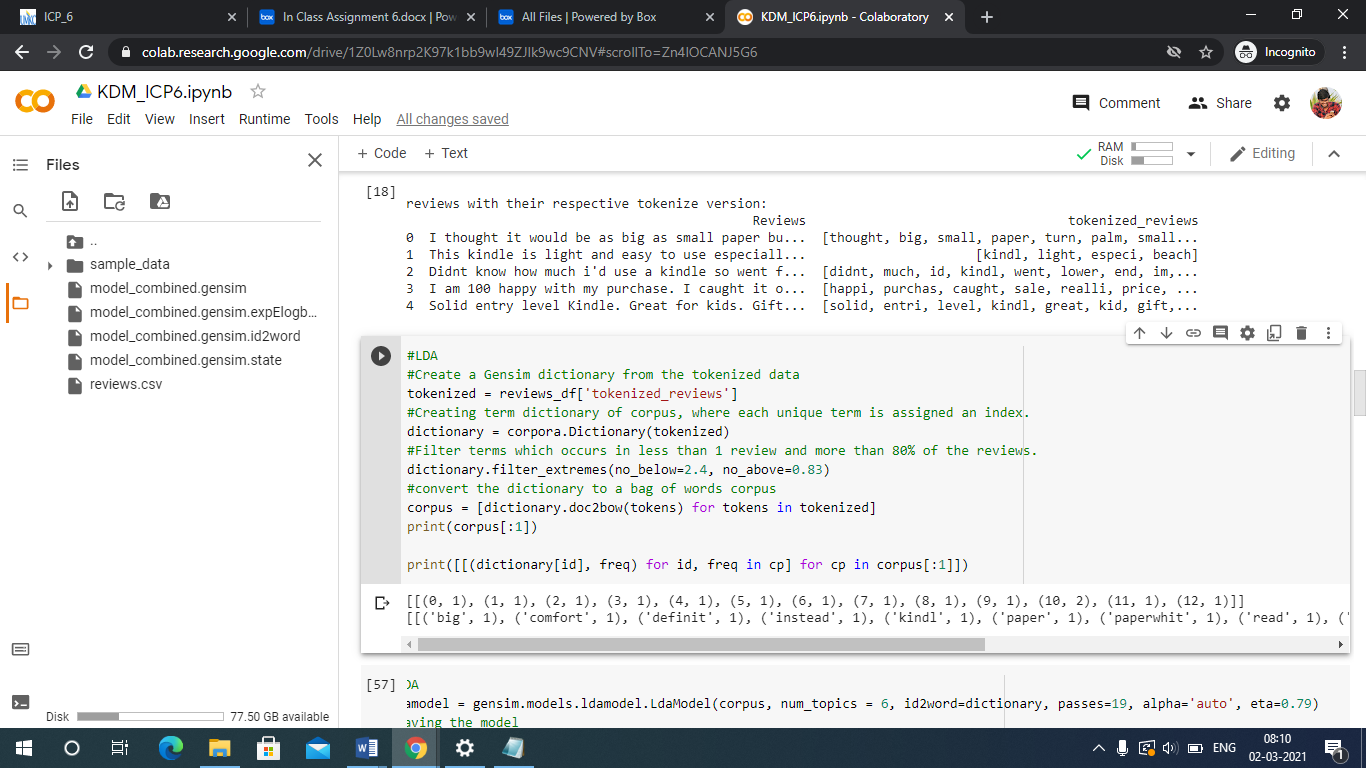 ICP_6
In Class Assignment 6.docx | Pow
All Files | Powered by Box
KDM_ICP6.ipynb - Colaboratory
colab.research.google.com/drive/1Z0Lw8nrp2K97k1bb9wI49ZJIk9wc9CNV#scrollTo=Zn4IOCANJ5G6
Incognito
KDM_ICP6.ipynb
File Edit View Insert Runtime Tools Help All changes saved
Comment Share
Files
+ Code + Text
RAM
Disk
Editing
..
sample_data
model_combined.gensim
model_combined.gensim.expElogb...
model_combined.gensim.id2word
model_combined.gensim.state
reviews.csv
Disk 77.50 GB available
[18]
reviews with their respective tokenize version:
Reviews tokenized_reviews
0 I thought it would be as big as small paper bu... [thought, big, small, paper, turn, palm, small...
1 This kindle is light and easy to use especiall... [kindl, light, especi, beach]
2 Didnt know how much i'd use a kindle so went f... [didnt, much, id, kindl, went, lower, end, im,...
3 I am 100 happy with my purchase. I caught it o... [happi, purchas, caught, sale, realli, price, ...
4 Solid entry level Kindle. Great for kids. Gift... [solid, entri, level, kindl, great, kid, gift,...
#LDA
#Create a Gensim dictionary from the tokenized data
tokenized = reviews_df['tokenized_reviews']
#Creating term dictionary of corpus, where each unique term is assigned an index.
dictionary = corpora.Dictionary(tokenized)
#Filter terms which occurs in less than 1 review and more than 80% of the reviews.
dictionary.filter_extremes(no_below=2.4, no_above=0.83)
#convert the dictionary to a bag of words corpus
corpus = [dictionary.doc2bow(tokens) for tokens in tokenized]
print(corpus[:1])
print([[(dictionary[id], freq) for id, freq in cp] for cp in corpus[:1]])
[[(0, 1), (1, 1), (2, 1), (3, 1), (4, 1), (5, 1), (6, 1), (7, 1), (8, 1), (9, 1), (10, 2), (11, 1), (12, 1)]]
[[('big', 1), ('comfort', 1), ('definit', 1), ('instead', 1), ('kindl', 1), ('paper', 1), ('paperwhit', 1), ('read', 1), ('
[57] DA
amodel = gensim.models.ldamodel.LdaModel(corpus, num_topics = 6, id2word=dictionary, passes=19, alpha='auto', eta=0.79)
aving the model
ENG
08:10
02-03-2021
1